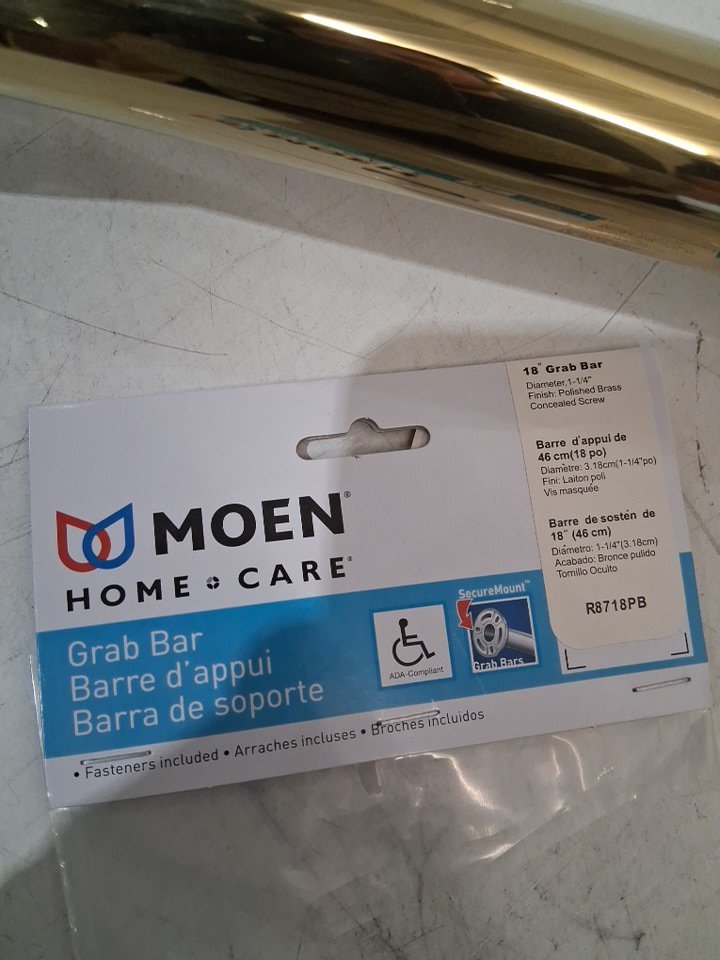 MOEN®
HOME • CARE®
Grab Bar
Barre d'appui
Barra de soporte
• Fasteners included • Arraches incluses • Broches incluidos
ADA-Compliant
SecureMount™
Grab Bars
18" Grab Bar
Diameter,1-1/4"
Finish: Polished Brass
Concealed Screw
Barre d'appui de
46 cm(18 po)
Diamètre: 3.18cm(1-1/4"po)
Fini: Laiton poli
Vis masquée
Barre de sostén de
18" (46 cm)
Diámetro: 1-1/4"(3.18cm)
Acabado: Bronce pulido
Tornillo Oculto
R8718PB